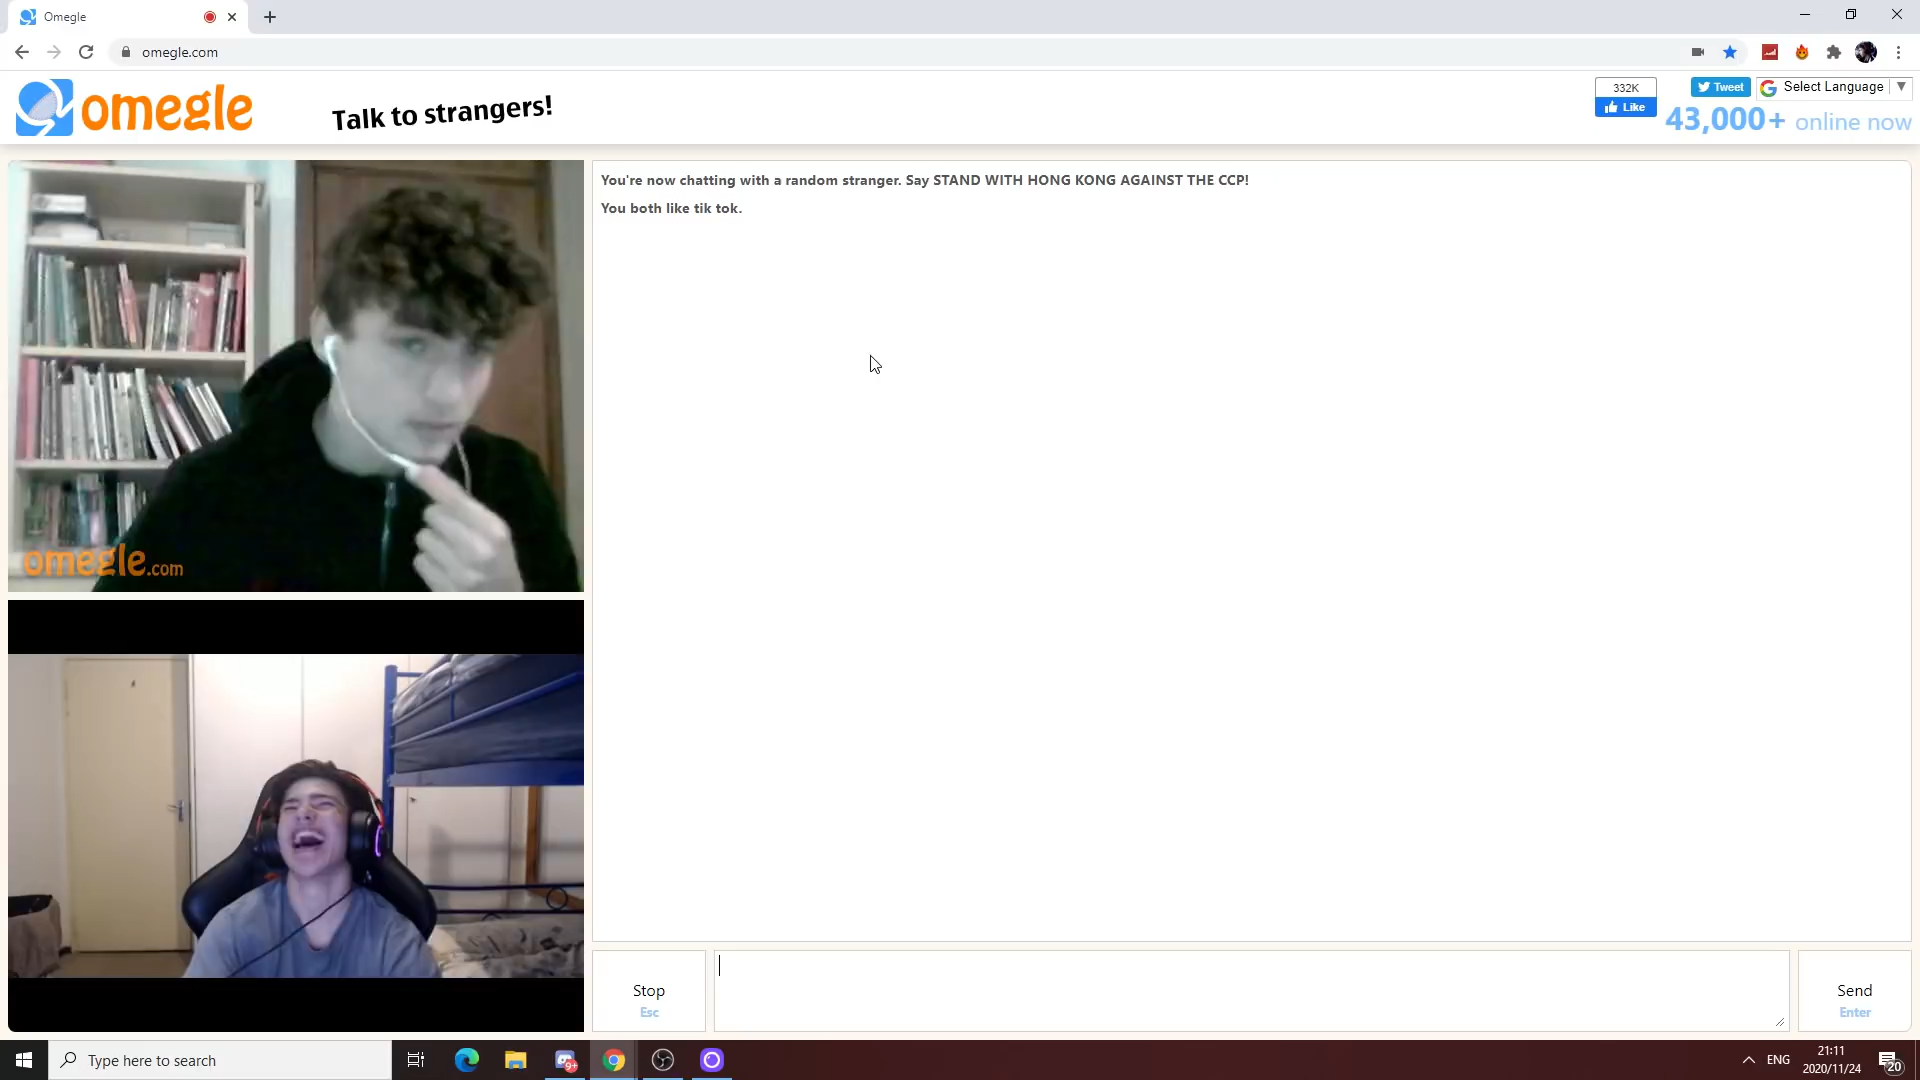 Omegle
omegle.com
omegle
Talk to strangers!
332K
Like
Tweet
Select Language
43,000+ online now
You're now chatting with a random stranger. Say STAND WITH HONG KONG AGAINST THE CCP!
You both like tik tok.
omegle.com
Stop
Esc
Send
Enter
Type here to search
9+
ENG
21:11
2020/11/24
20